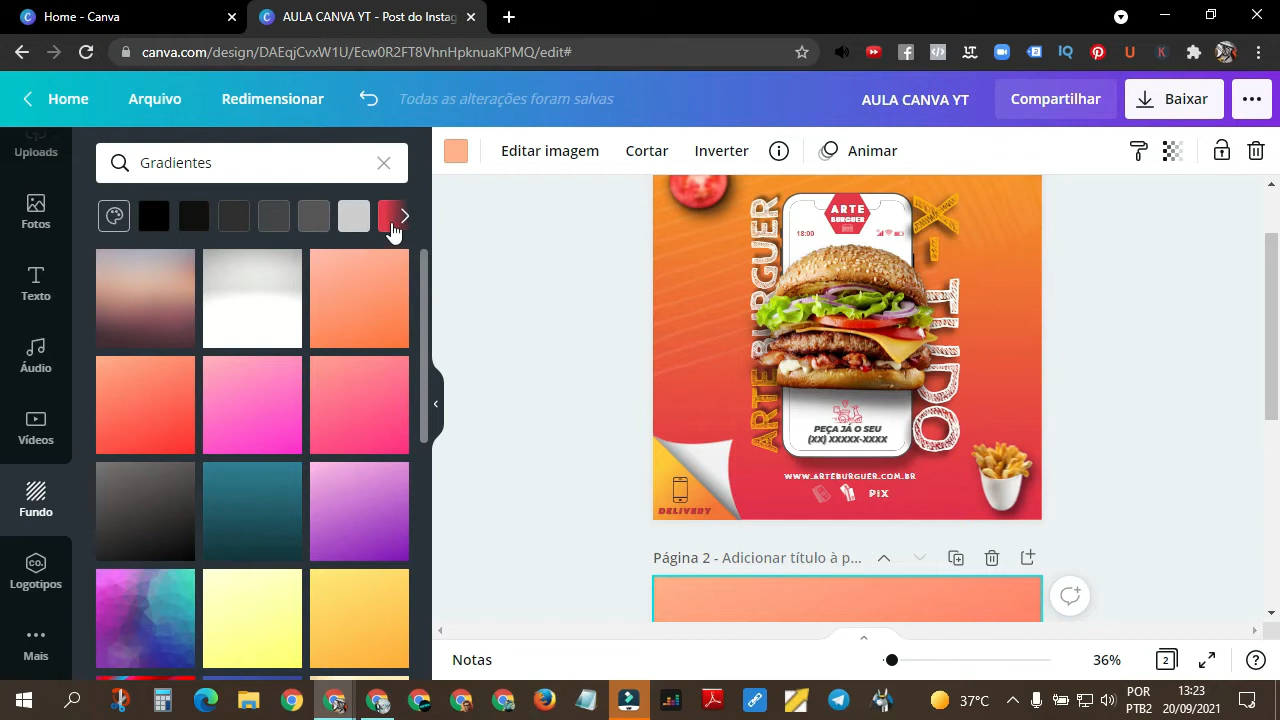 Home - Canva
AULA CANVA YT - Post do Instag
canva.com/design/DAEqjCvxW1U/Ecw0R2FT8VhnHpknuaKPMQ/edit#
Home
Arquivo
Redimensionar
Todas as alterações foram salvas
AULA CANVA YT
Compartilhar
Baixar
Uploads
Fotos
Texto
Áudio
Vídeos
Fundo
CO.
Logotipos
Mais
Gradientes
Editar imagem
Cortar
Inverter
Animar
ARTE BURGUER
ARTE
BURGUER
18:00
TUDO
-X
PEÇA JÁ O SEU
(XX) XXXXX-XXXX
WWW.ARTEBURGUER.COM.BR
PIX
DELIVERY
Página 2 - Adicionar título à p...
Notas
36%
2
37°C
POR
PTB2
13:23
20/09/2021